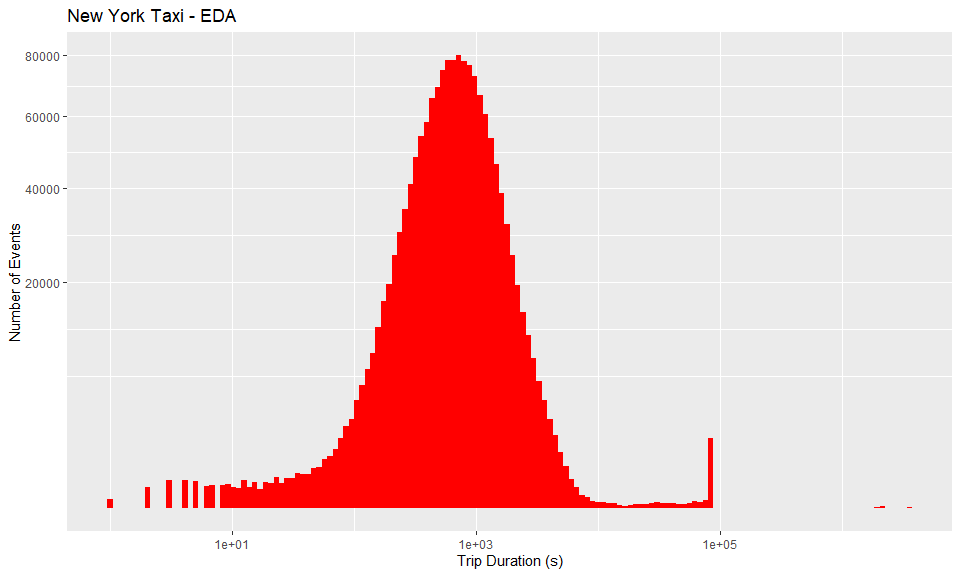 New York Taxi - EDA
80000
60000
40000
20000
Number of Events
1e+01
1e+03
1e+05
Trip Duration (s)